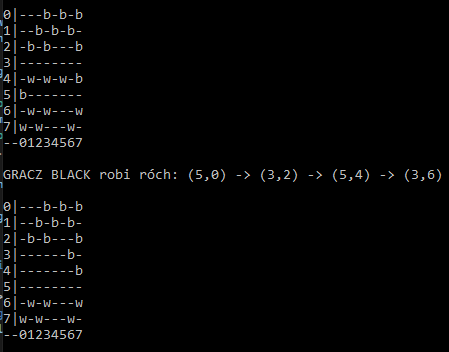 0|---b-b-b
1|--b-b-b-
2|-b-b---b
3|--------
4|-w-w-w-b
5|b-------
6|-w-w---w
7|w-w---w-
--01234567
GRACZ BLACK robi róch: (5,0) -> (3,2) -> (5,4) -> (3,6)
0|---b-b-b
1|--b-b-b-
2|-b-b---b
3|------b-
4|-------b
5|--------
6|-w-w---w
7|w-w---w-
--01234567